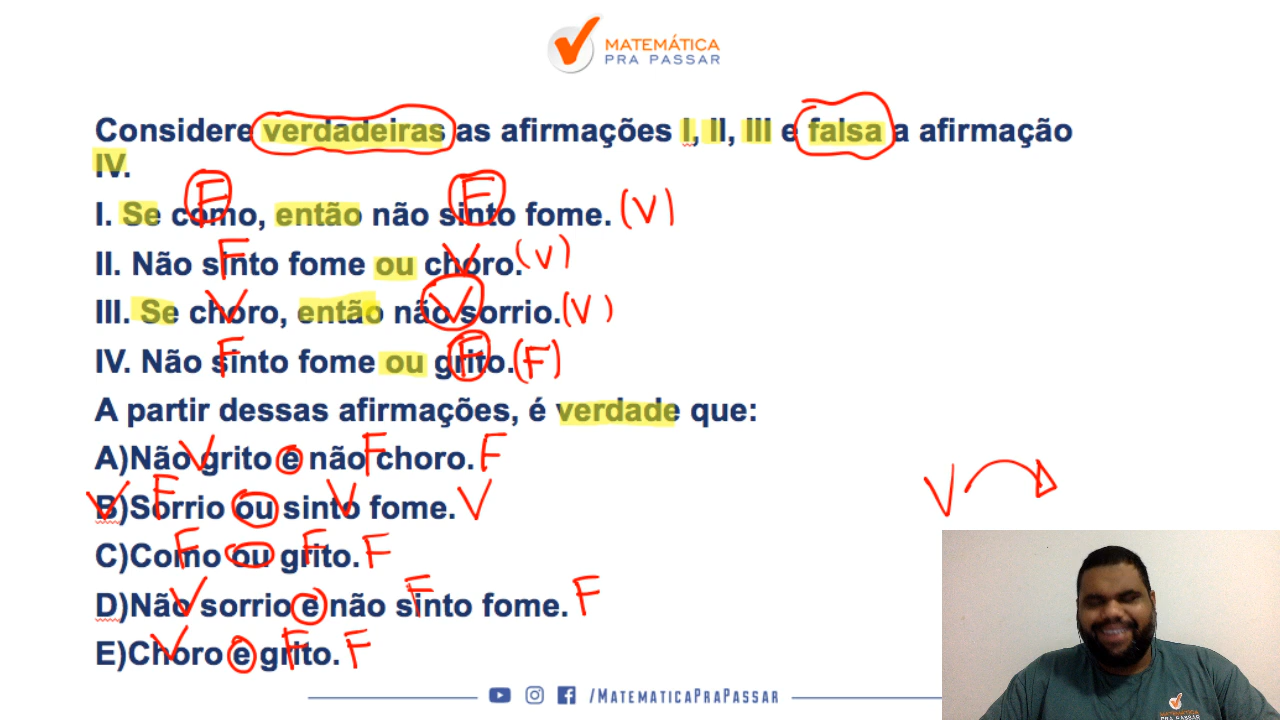 MATEMÁTICA
PRA PASSAR
Considere verdadeiras as afirmações I, II, III e falsa a afirmação
IV.
F F
I. Se como, então não sinto fome. (V)
F V
II. Não sinto fome ou choro. (V)
V V
III. Se choro, então não sorrio. (V)
F F
IV. Não sinto fome ou grito. (F)
A partir dessas afirmações, é verdade que:
V F
A)Não grito e não choro. F
V F V
B)Sorrio ou sinto fome. V
F F
C)Como ou grito. F
V F
D)Não sorrio e não sinto fome. F
V F
E)Choro e grito. F
V
/MATEMATICAPRAPASSAR
MATEMÁTICA
PRA PASSAR